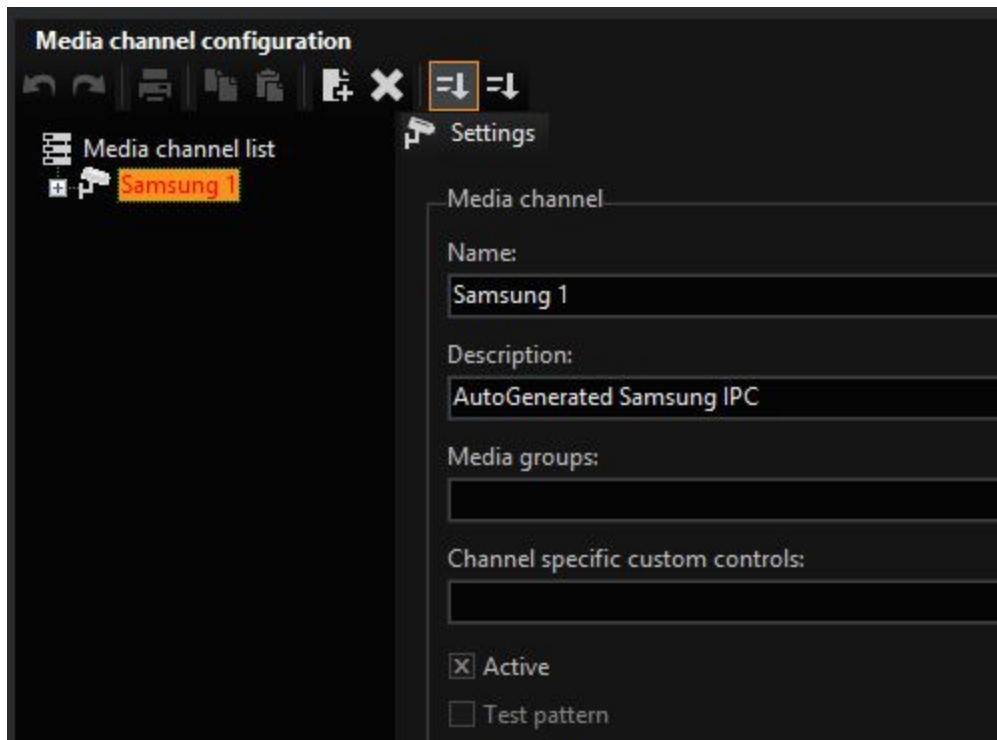 Media channel configuration
Media channel list
Samsung 1
Settings
Media channel
Name:
Samsung 1
Description:
AutoGenerated Samsung IPC
Media groups:
Channel specific custom controls:
Active
Test pattern